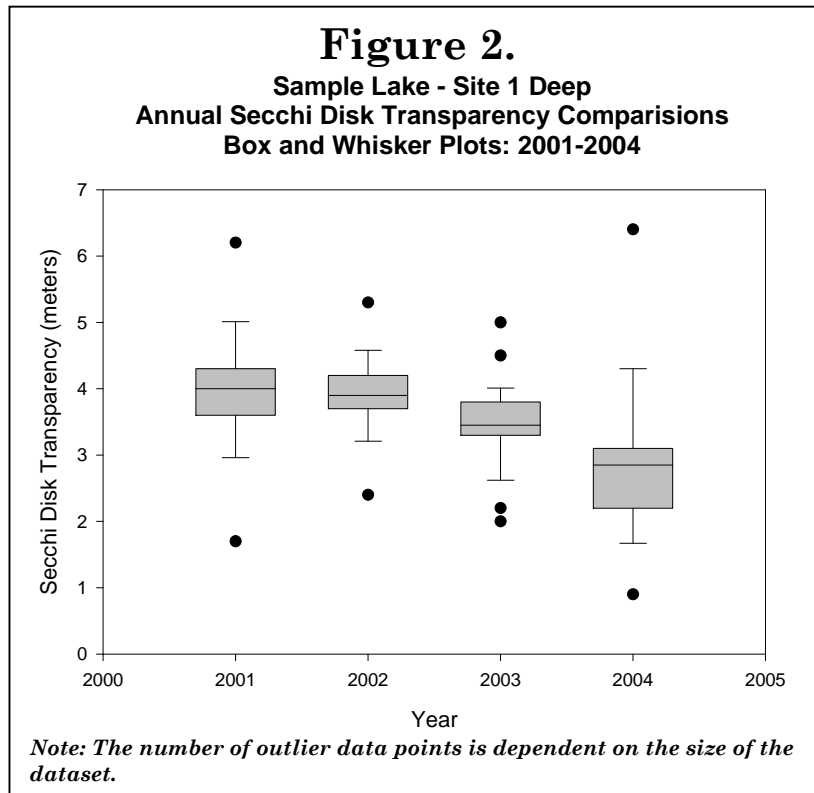 Figure 2.
Sample Lake - Site 1 Deep
Annual Secchi Disk Transparency Comparisions
Box and Whisker Plots: 2001-2004
Secchi Disk Transparency (meters)
7
6
5
4
3
2
1
0
2000 2001 2002 2003 2004 2005
Year
Note: The number of outlier data points is dependent on the size of the
dataset.